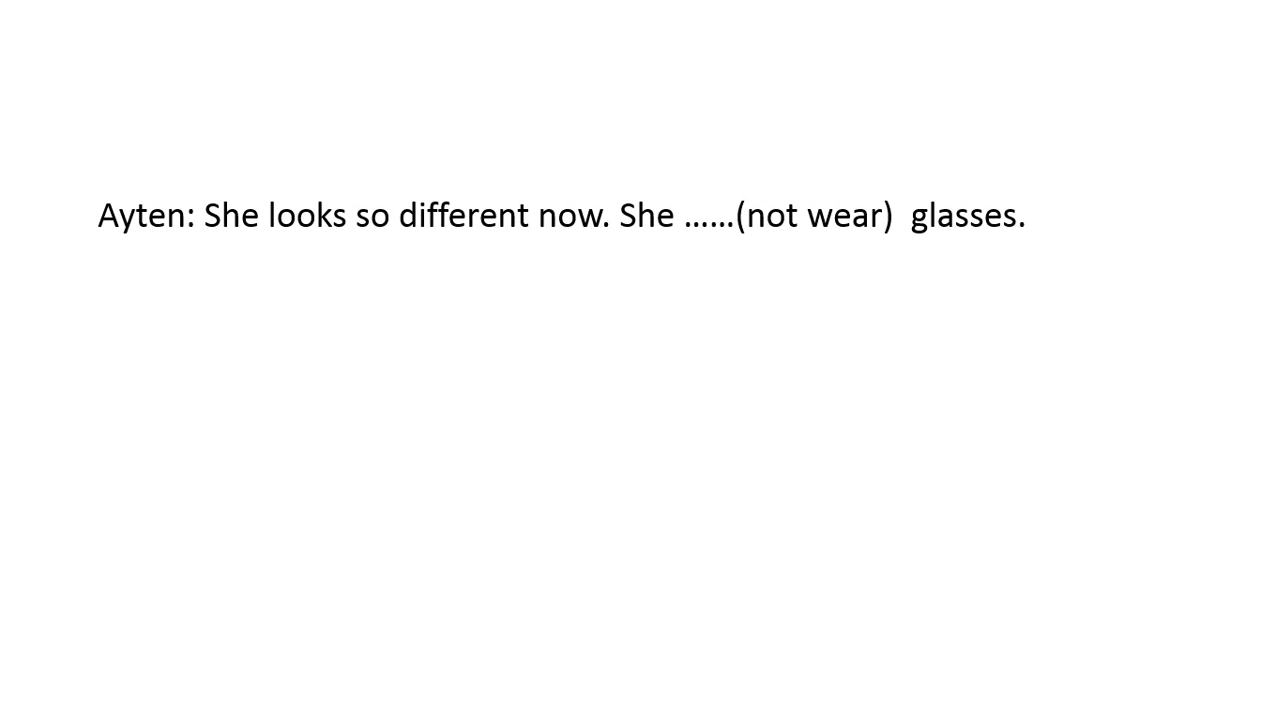 Ayten: She looks so different now. She ……(not wear)  glasses.